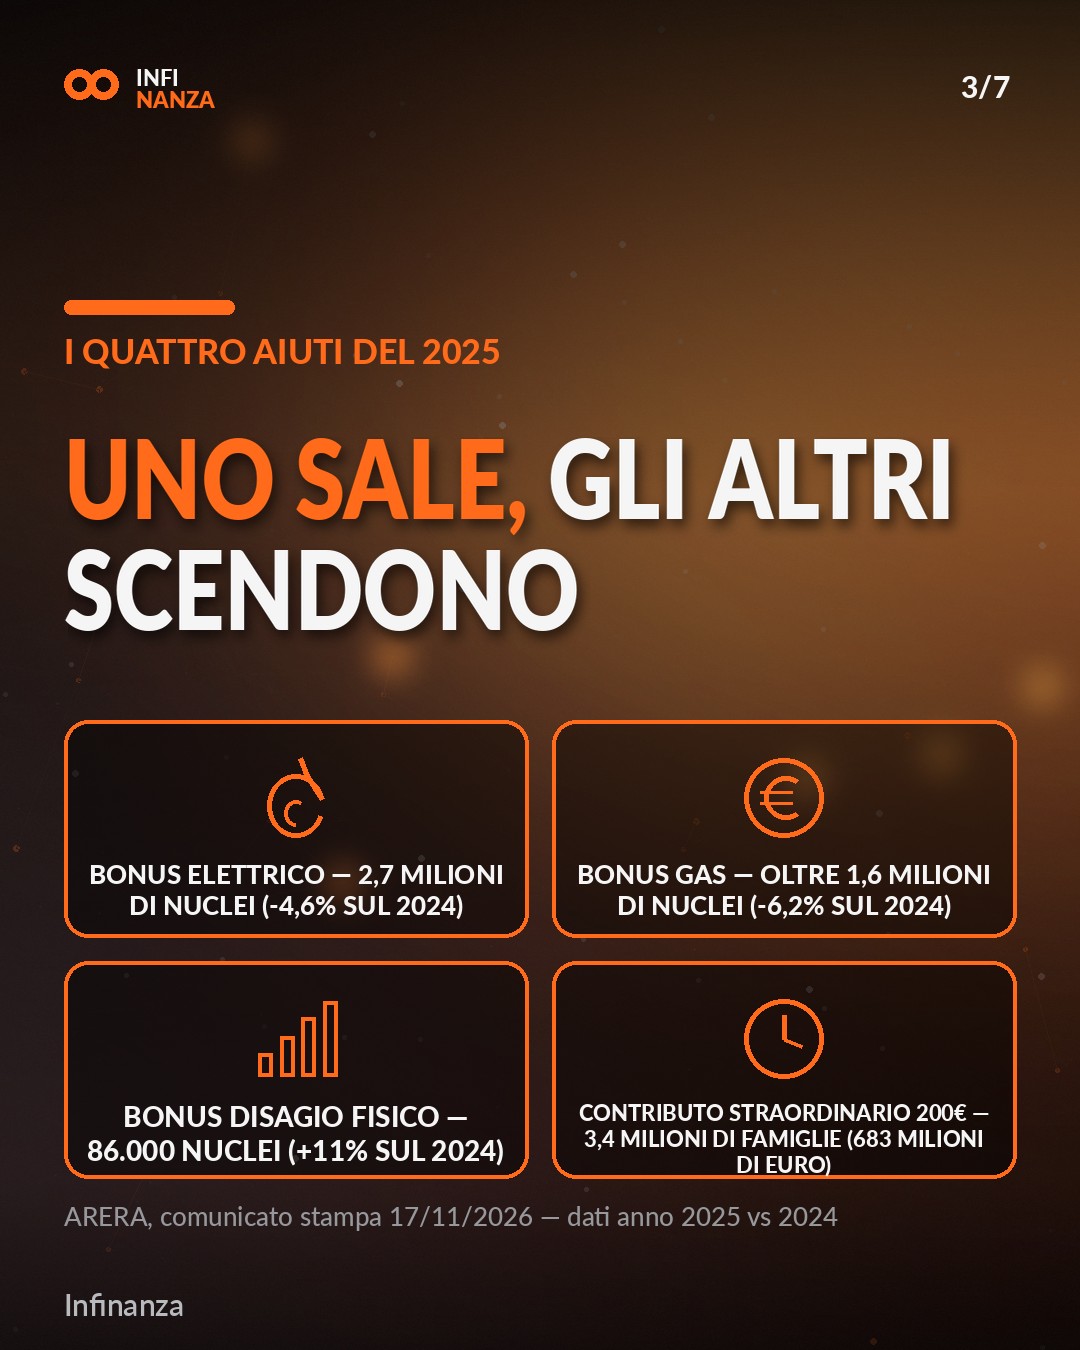 INFI
NANZA
3/7
I QUATTRO AIUTI DEL 2025
UNO SALE, GLI ALTRI
SCENDONO
BONUS ELETTRICO — 2,7 MILIONI
DI NUCLEI (-4,6% SUL 2024)
BONUS GAS — OLTRE 1,6 MILIONI
DI NUCLEI (-6,2% SUL 2024)
BONUS DISAGIO FISICO —
86.000 NUCLEI (+11% SUL 2024)
CONTRIBUTO STRAORDINARIO 200€ —
3,4 MILIONI DI FAMIGLIE (683 MILIONI
DI EURO)
ARERA, comunicato stampa 17/11/2026 — dati anno 2025 vs 2024
Infinanza